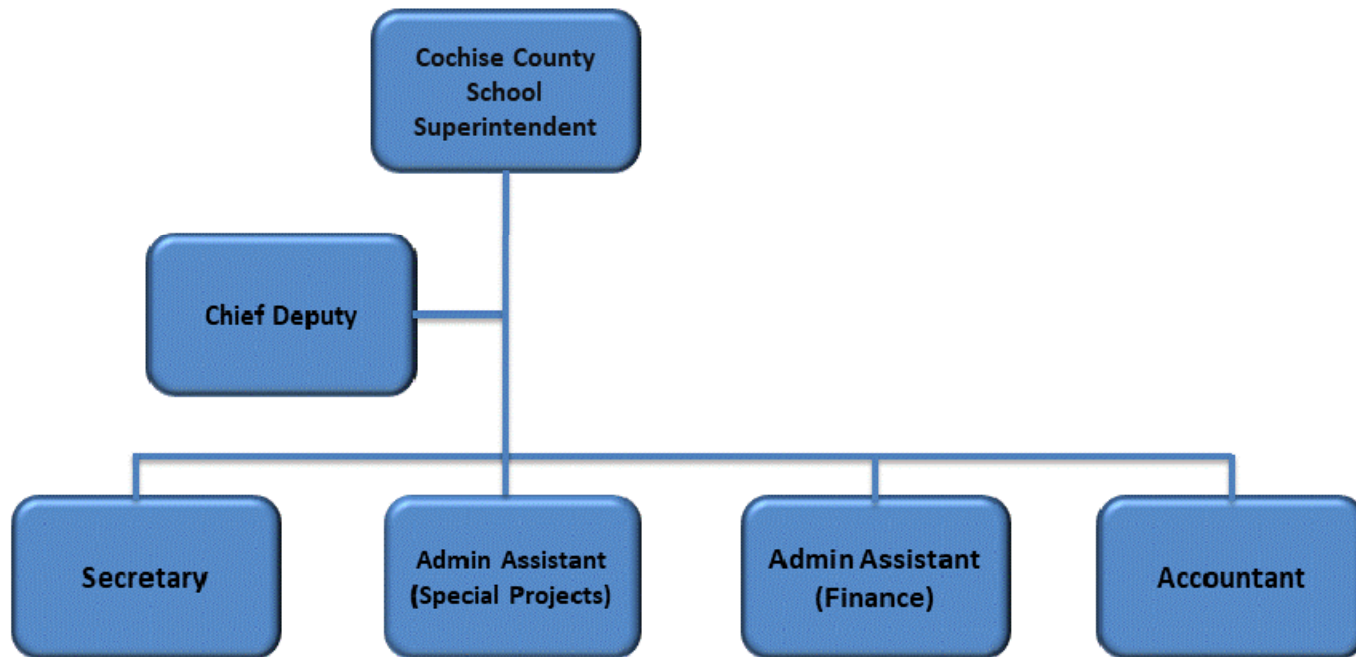 Cochise County
School
Superintendent
Chief Deputy
Secretary
Admin Assistant
(Special Projects)
Admin Assistant
(Finance)
Accountant